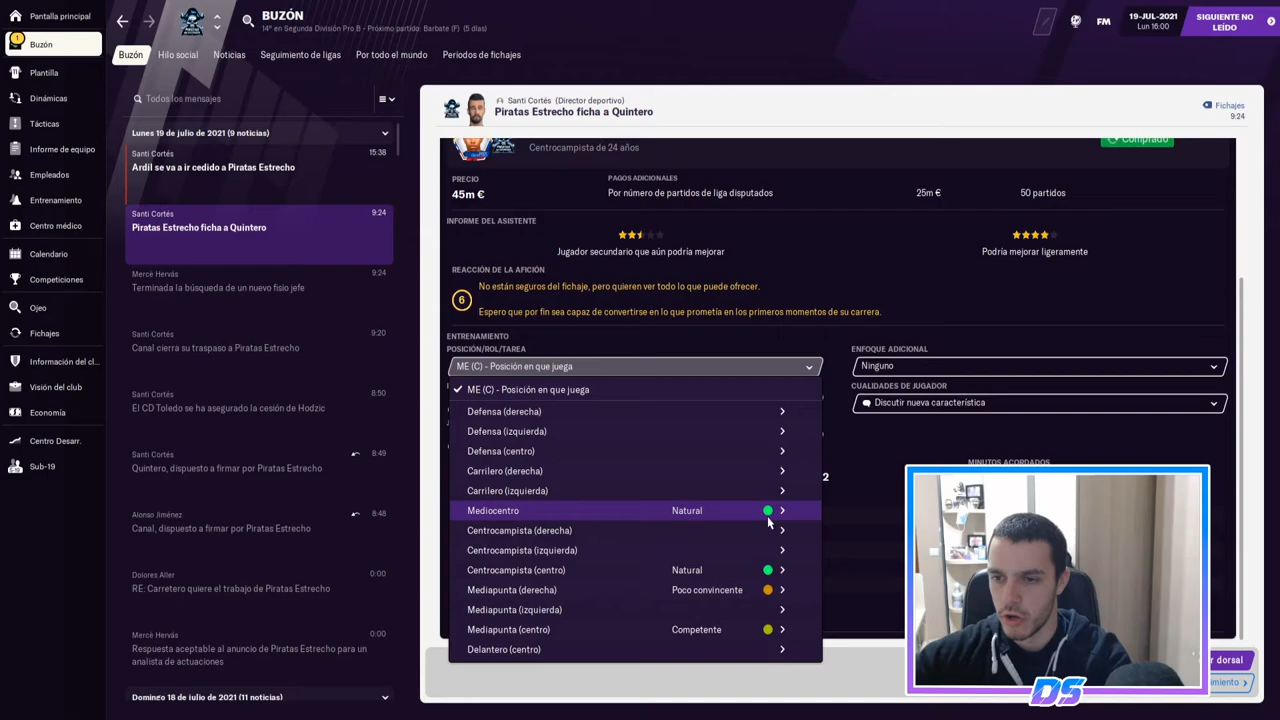 Pantalla principal
1
Buzón
Plantilla
Dinámicas
Tácticas
Informe de equipo
Empleados
Entrenamiento
Centro médico
Calendario
Competiciones
Ojeo
Fichajes
Información del cl...
Visión del club
Economía
Centro Desarr.
Sub-19
BUZÓN
14º en Segunda División Pro B - Próximo partido: Barbate (F) (5 días)
FM
19-JUL-2021
Lun 16:00
SIGUIENTE NO LEÍDO
Buzón
Hilo social
Noticias
Seguimiento de ligas
Por todo el mundo
Periodos de fichajes
Todos los mensajes
Lunes 19 de julio de 2021 (9 noticias)
Santi Cortés 15:38
Ardil se va a ir cedido a Piratas Estrecho
Santi Cortés 9:24
Piratas Estrecho ficha a Quintero
Mercè Hervás 9:24
Terminada la búsqueda de un nuevo fisio jefe
Santi Cortés 9:20
Canal cierra su traspaso a Piratas Estrecho
Santi Cortés 8:50
El CD Toledo se ha asegurado la cesión de Hodzic
Santi Cortés 8:49
Quintero, dispuesto a firmar por Piratas Estrecho
Alonso Jiménez 8:48
Canal, dispuesto a firmar por Piratas Estrecho
Dolores Aller 0:00
RE: Carretero quiere el trabajo de Piratas Estrecho
Mercè Hervás 0:00
Respuesta aceptable al anuncio de Piratas Estrecho para un
analista de actuaciones
Domingo 18 de julio de 2021 (11 noticias)
Santi Cortés (Director deportivo)
Piratas Estrecho ficha a Quintero
Fichajes
9:24
Centrocampista de 24 años
Comprado
PRECIO
45m €
PAGOS ADICIONALES
Por número de partidos de liga disputados 25m € 50 partidos
INFORME DEL ASISTENTE
Jugador secundario que aún podría mejorar
Podría mejorar ligeramente
REACCIÓN DE LA AFICIÓN
6
No están seguros del fichaje, pero quieren ver todo lo que puede ofrecer.
Espero que por fin sea capaz de convertirse en lo que prometía en los primeros momentos de su carrera.
ENTRENAMIENTO
POSICIÓN/ROL/TAREA
ME (C) - Posición en que juega
ENFOQUE ADICIONAL
Ninguno
CUALIDADES DE JUGADOR
Discutir nueva característica
ME (C) - Posición en que juega
Defensa (derecha)
Defensa (izquierda)
Defensa (centro)
Carrilero (derecha)
Carrilero (izquierda)
Mediocentro Natural
Centrocampista (derecha)
Centrocampista (izquierda)
Centrocampista (centro) Natural
Mediapunta (derecha) Poco convincente
Mediapunta (izquierda)
Mediapunta (centro) Competente
Delantero (centro)
MINUTOS ACORDADOS
2
dorsal
DS